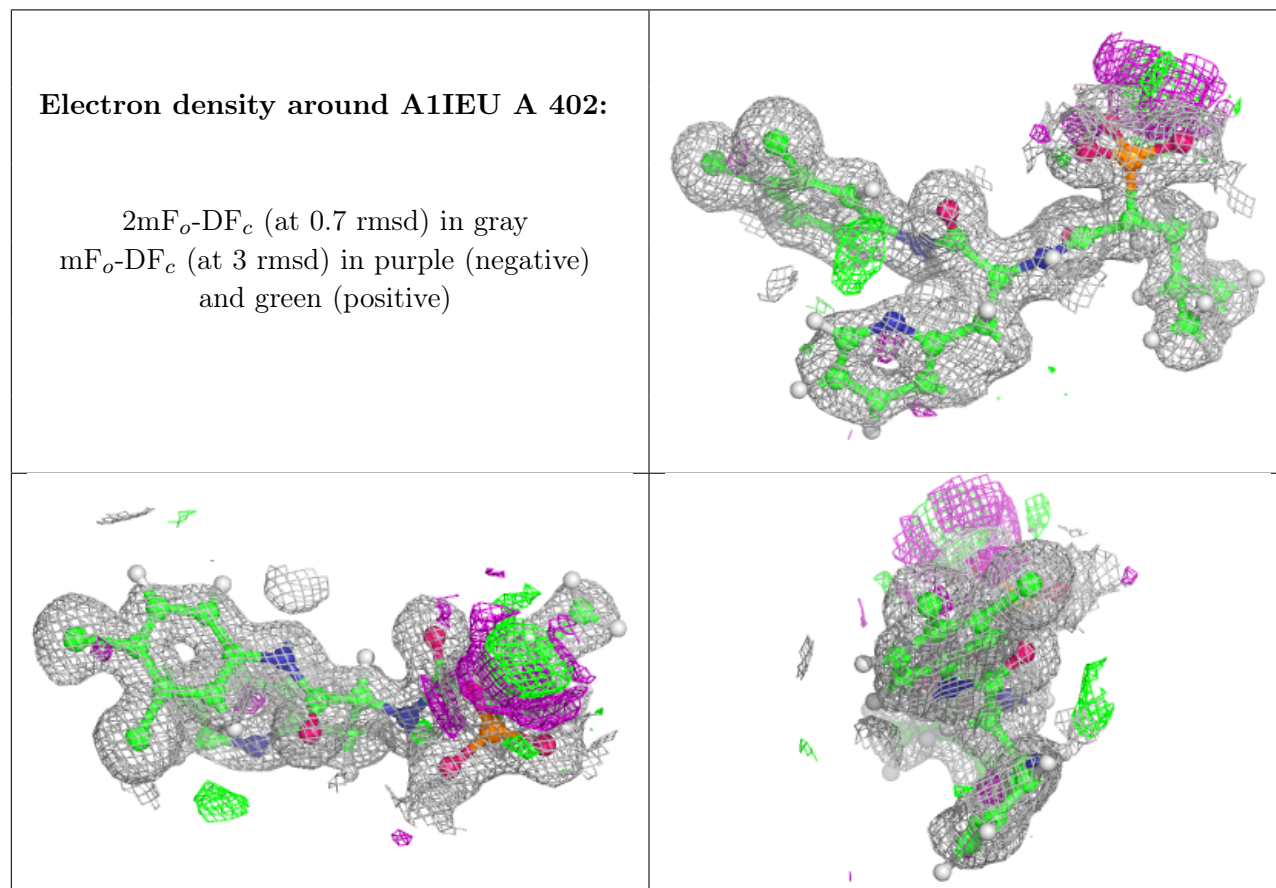 Electron density around A1IEU A 402:
2mFo-DFc (at 0.7 rmsd) in gray
mFo-DFc (at 3 rmsd) in purple (negative)
and green (positive)